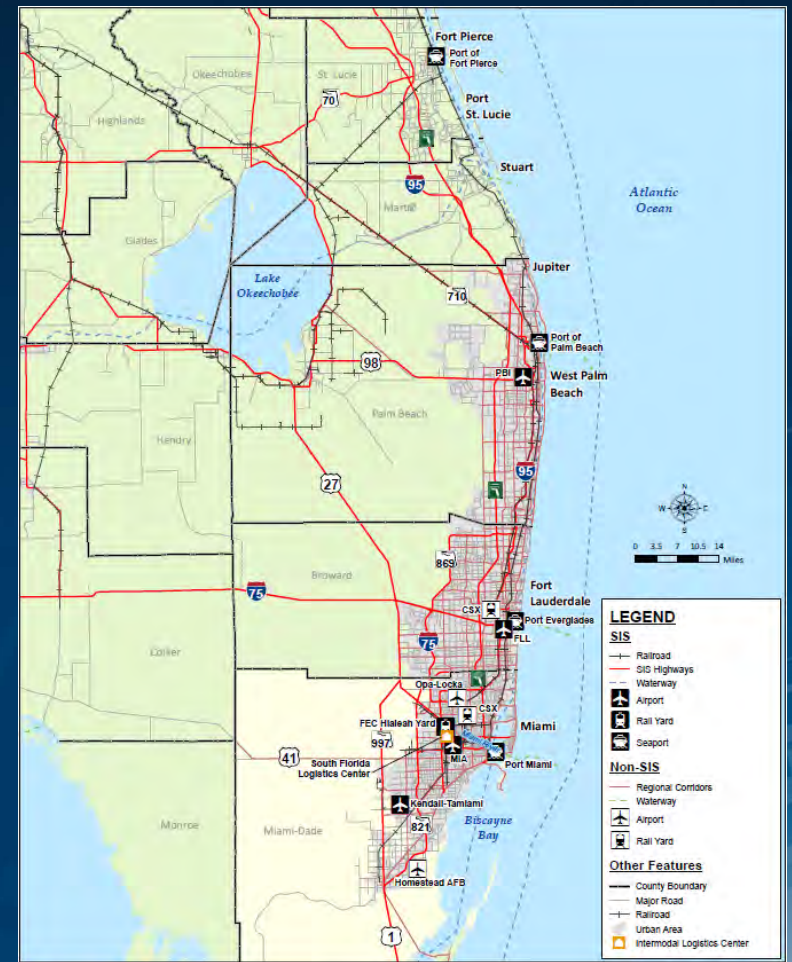 Fort Pierce
Port of
Fort Pierce
Okeechobee
St. Lucie
70
Port
St. Lucie
Highlands
Stuart
95
Martin
Atlantic
Ocean
Glades
Lake
Okeechobee
Jupiter
710
Port of
Palm Beach
98
PBI
West Palm
Beach
Palm Beach
Hendry
95
27
N
W
E
S
0 3.5 7 10.5 14
Miles
869
Broward
Fort
Lauderdale
75
CSX
Port Everglades
FLL
75
Collier
Opa-Locka
CSX
FEC Hialeah Yard
Miami
997
Miami River
41
South Florida
Logistics Center
MIA
Port Miami
Kendall-Tamiami
Monroe
Miami-Dade
821
Biscayne
Bay
Homestead AFB
1
LEGEND
SIS
Railroad
SIS Highways
Waterway
Airport
Rail Yard
Seaport
Non-SIS
Regional Corridors
Waterway
Airport
Rail Yard
Other Features
County Boundary
Major Road
Railroad
Urban Area
Intermodal Logistics Center